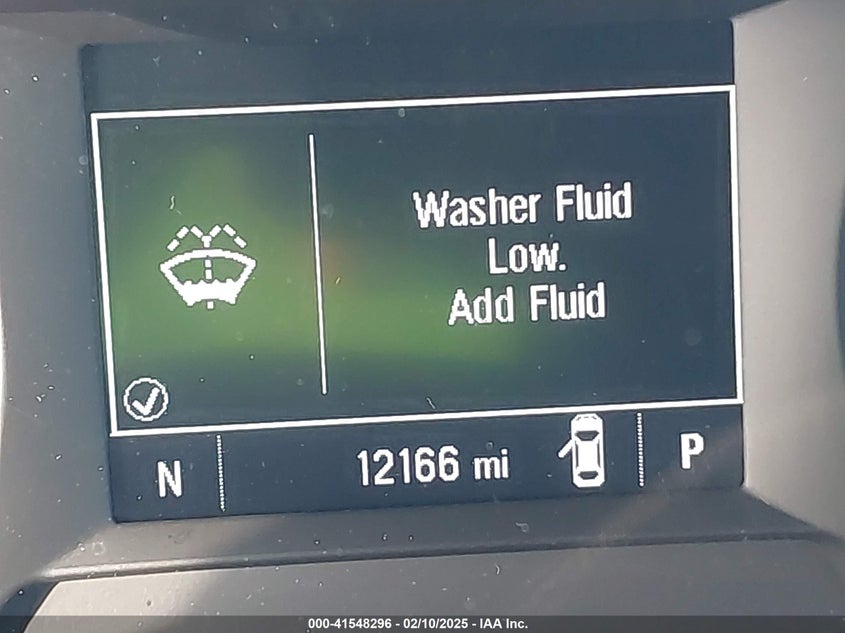 Washer Fluid
Low.
Add Fluid
N
12166 mi
P
000-41548296 - 02/10/2025 - IAA Inc.